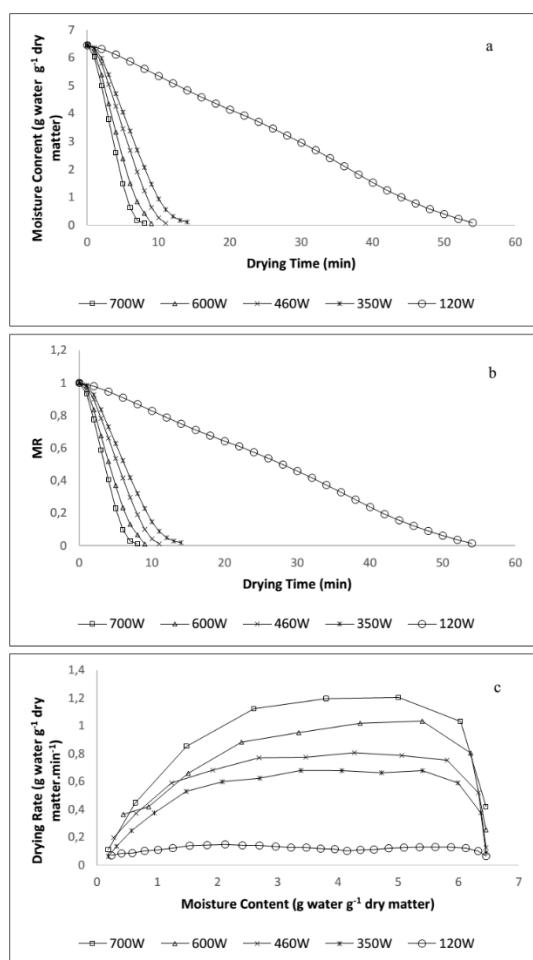 a
7
6
5
4
3
2
1
0
Moisture Conrent (g water g⁻¹ dry
matter)
0 10 20 30 40 50 60
Drying Time (min)
700W 600W 460W 350W 120W
b
1,2
1
0,8
0,6
0,4
0,2
0
MR
0 10 20 30 40 50 60
Drying Time (min)
700W 600W 460W 350W 120W
c
1,4
1,2
1
0,8
0,6
0,4
0,2
0
Drying Rate (g water g⁻¹ dry
matter.min⁻¹)
0 1 2 3 4 5 6 7
Moisture Content (g water g⁻¹ dry matter)
700W 600W 460W 350W 120W